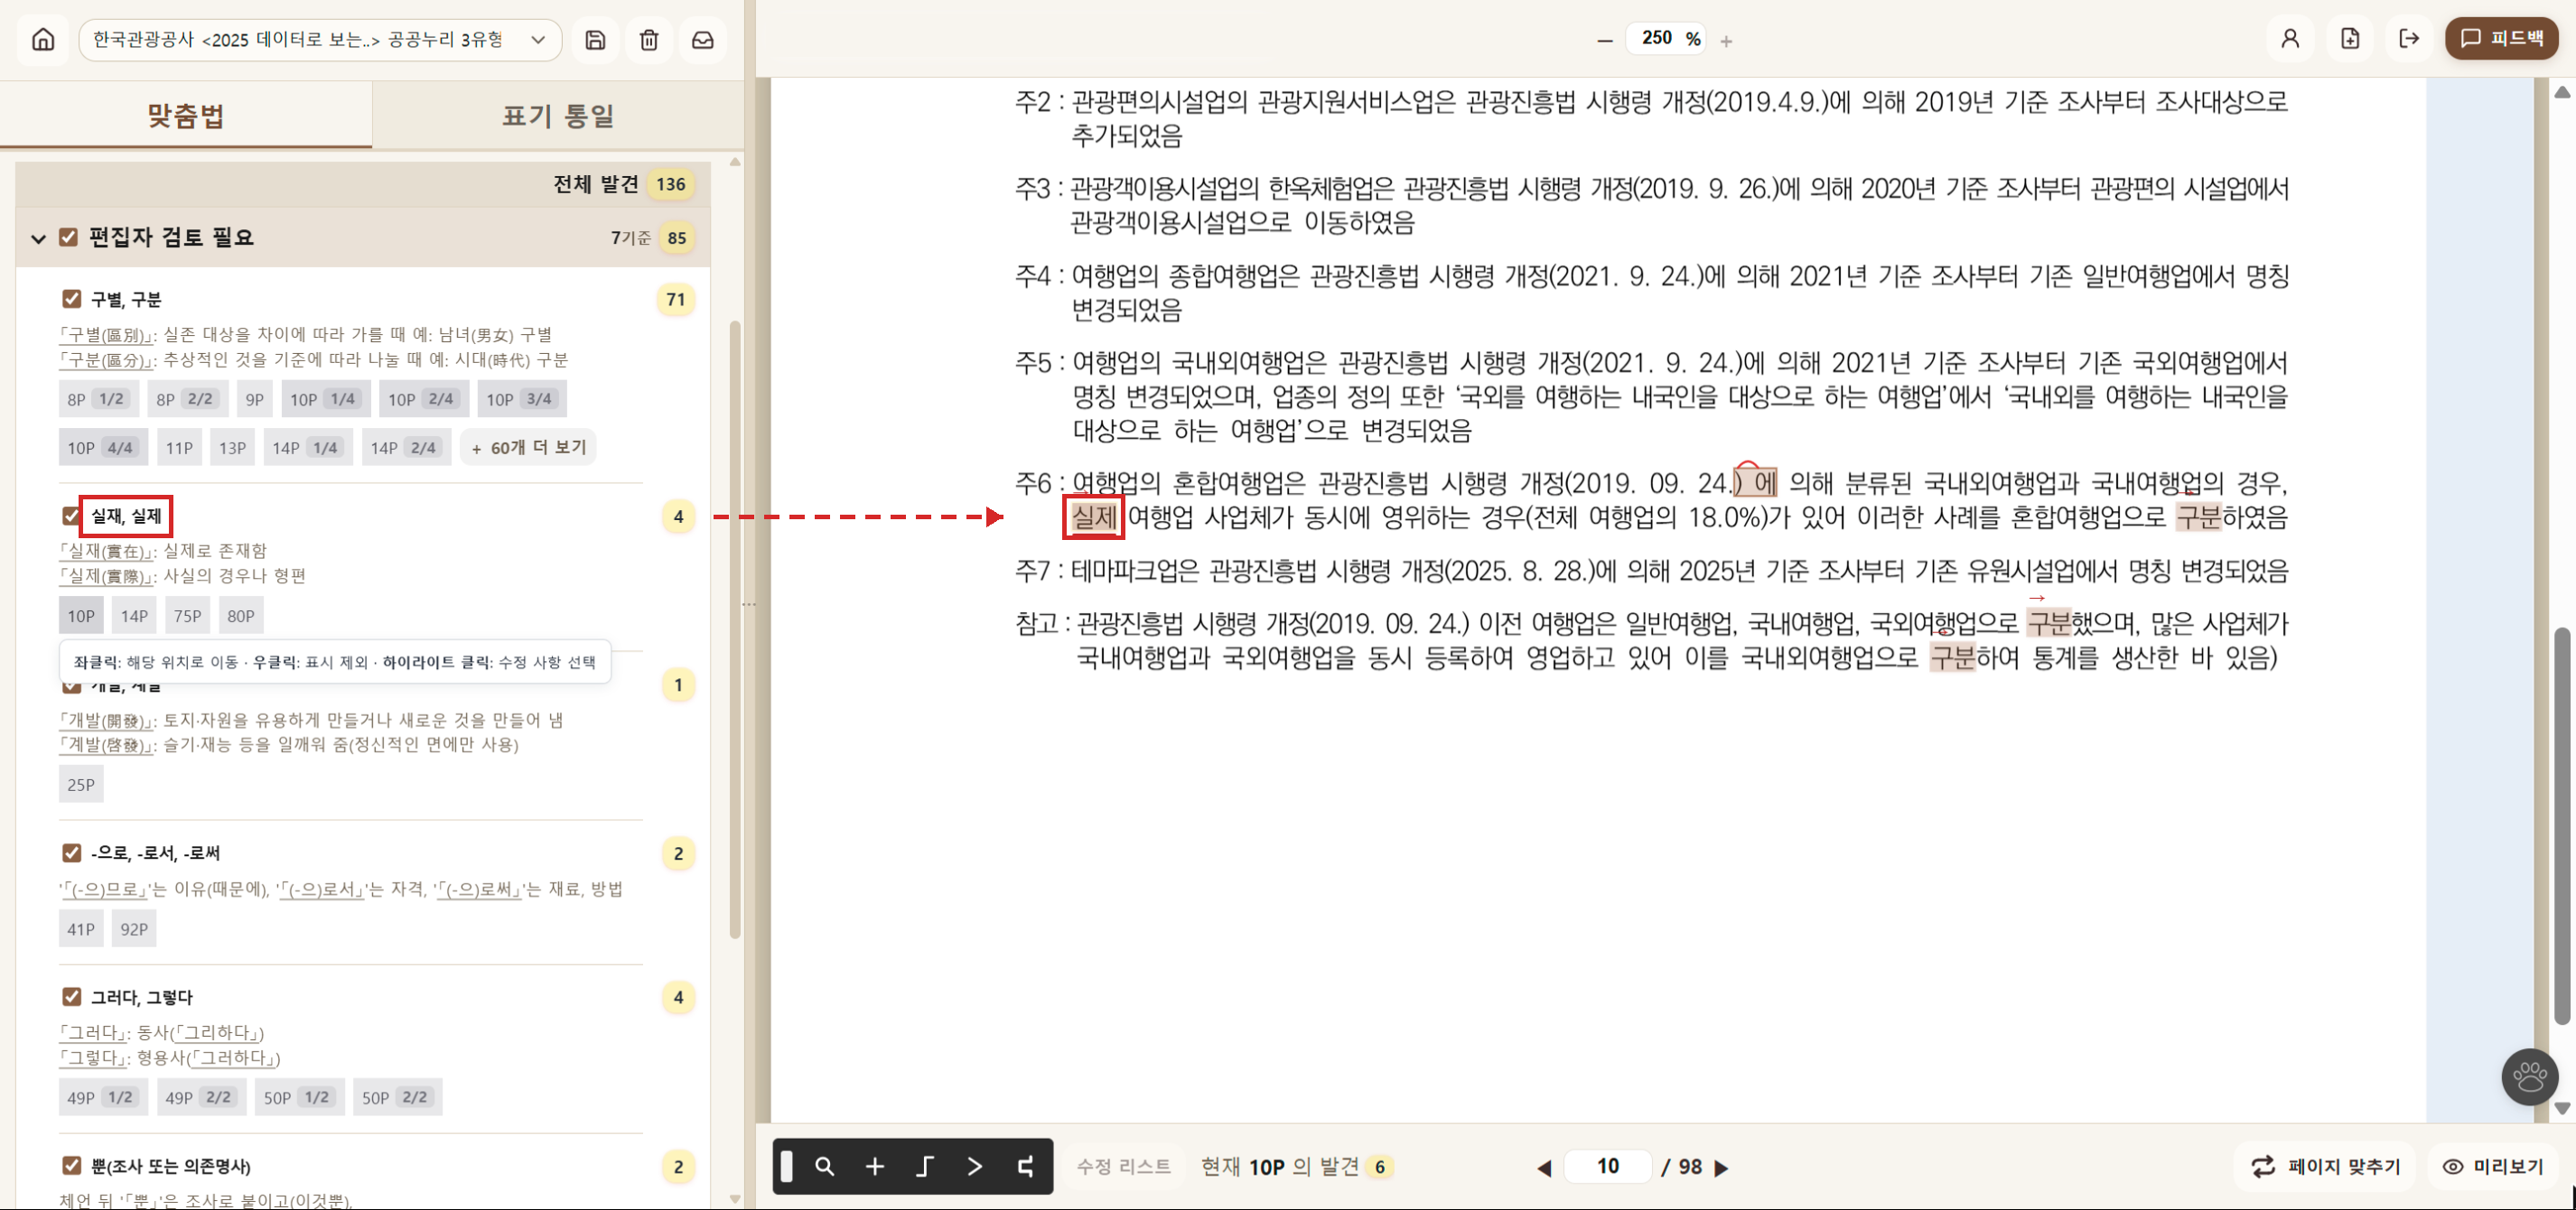 한국관광공사 <2025 데이터로 보는..> 공공누리 3유형
250 %
피드백
맞춤법
표기 통일
전체 발견 136
편집자 검토 필요 7기준 85
구별, 구분 71
「구별(區別)」: 실존 대상을 차이에 따라 가를 때 예: 남녀(男女) 구별
「구분(區分)」: 추상적인 것을 기준에 따라 나눌 때 예: 시대(時代) 구분
8P 1/2 8P 2/2 9P 10P 1/4 10P 2/4 10P 3/4
10P 4/4 11P 13P 14P 1/4 14P 2/4 + 60개 더 보기
실재, 실제 4
「실재(實在)」: 실제로 존재함
「실제(實際)」: 사실의 경우나 형편
10P 14P 75P 80P
좌클릭: 해당 위치로 이동 · 우클릭: 표시 제외 · 하이라이트 클릭: 수정 사항 선택
개발, 계발 1
「개발(開發)」: 토지·자원을 유용하게 만들거나 새로운 것을 만들어 냄
「계발(啓發)」: 슬기·재능 등을 일깨워 줌(정신적인 면에만 사용)
25P
-으로, -로서, -로써 2
'「(-으)므로」'는 이유(때문에), '「(-으)로서」'는 자격, '「(-으)로써」'는 재료, 방법
41P 92P
그러다, 그렇다 4
「그러다」: 동사(「그리하다」)
「그렇다」: 형용사(「그러하다」)
49P 1/2 49P 2/2 50P 1/2 50P 2/2
뿐(조사 또는 의존명사) 2
체언 뒤 '「뿐」'은 조사로 붙이고(이것뿐),
주2 : 관광편의시설업의 관광지원서비스업은 관광진흥법 시행령 개정(2019.4.9.)에 의해 2019년 기준 조사부터 조사대상으로
추가되었음
주3 : 관광객이용시설업의 한옥체험업은 관광진흥법 시행령 개정(2019. 9. 26.)에 의해 2020년 기준 조사부터 관광편의 시설업에서
관광객이용시설업으로 이동하였음
주4 : 여행업의 종합여행업은 관광진흥법 시행령 개정(2021. 9. 24.)에 의해 2021년 기준 조사부터 기존 일반여행업에서 명칭
변경되었음
주5 : 여행업의 국내외여행업은 관광진흥법 시행령 개정(2021. 9. 24.)에 의해 2021년 기준 조사부터 기존 국외여행업에서
명칭 변경되었으며, 업종의 정의 또한 ‘국외를 여행하는 내국인을 대상으로 하는 여행업’에서 ‘국내외를 여행하는 내국인을
대상으로 하는 여행업’으로 변경되었음
주6 : 여행업의 혼합여행업은 관광진흥법 시행령 개정(2019. 09. 24.) 에 의해 분류된 국내외여행업과 국내여행업의 경우,
실제 여행업 사업체가 동시에 영위하는 경우(전체 여행업의 18.0%)가 있어 이러한 사례를 혼합여행업으로 구분하였음
주7 : 테마파크업은 관광진흥법 시행령 개정(2025. 8. 28.)에 의해 2025년 기준 조사부터 기존 유원시설업에서 명칭 변경되었음
참고 : 관광진흥법 시행령 개정(2019. 09. 24.) 이전 여행업은 일반여행업, 국내여행업, 국외여행업으로 구분했으며, 많은 사업체가
국내여행업과 국외여행업을 동시 등록하여 영업하고 있어 이를 국내외여행업으로 구분하여 통계를 생산한 바 있음)
수정 리스트
현재 10P 의 발견 6
10 / 98
페이지 맞추기
미리보기